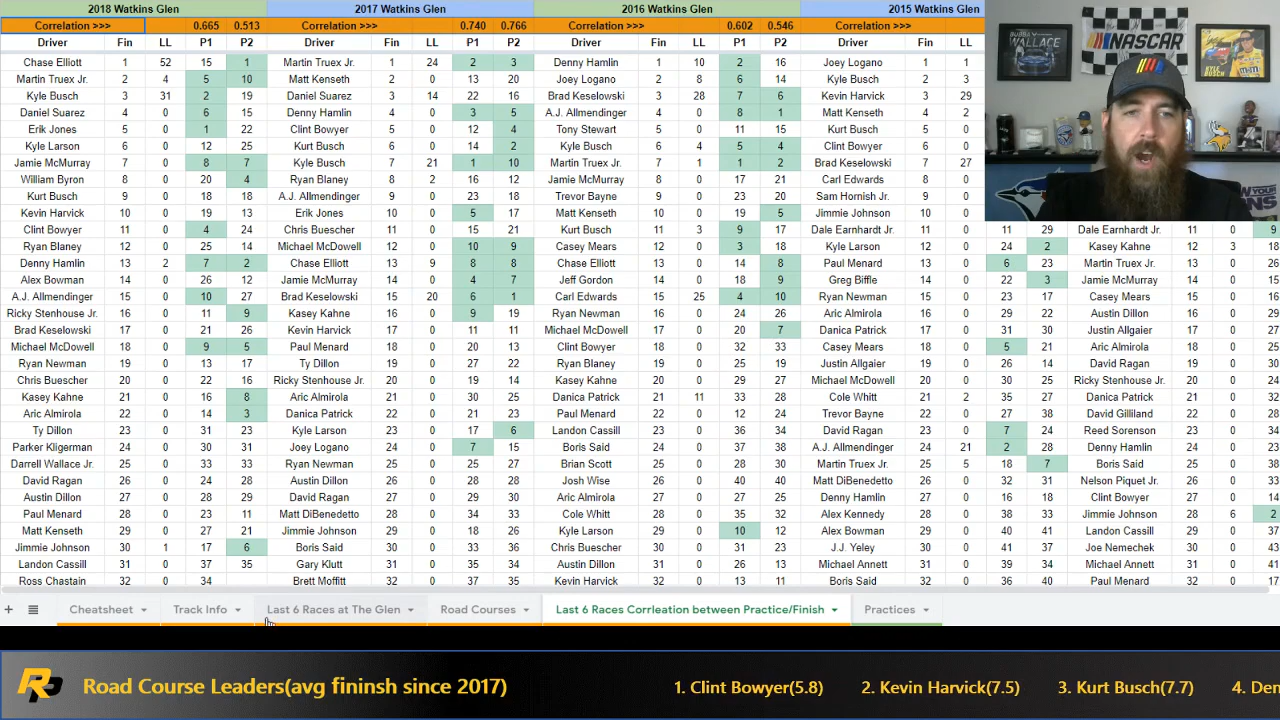 2018 Watkins Glen 2017 Watkins Glen 2016 Watkins Glen 2015 Watkins Glen
Correlation >>> 0.665 0.513 Correlation >>> 0.740 0.766 Correlation >>> 0.602 0.546 Correlation >>>
Driver Fin LL P1 P2 Driver Fin LL P1 P2 Driver Fin LL P1 P2 Driver Fin LL
Chase Elliott 1 52 15 1 Martin Truex Jr. 1 24 2 3 Denny Hamlin 1 10 2 16 Joey Logano 1 1
Martin Truex Jr. 2 4 5 10 Matt Kenseth 2 0 13 20 Joey Logano 2 8 6 14 Kyle Busch 2 3
Kyle Busch 3 31 2 19 Daniel Suarez 3 14 22 16 Brad Keselowski 3 28 7 6 Kevin Harvick 3 29
Daniel Suarez 4 0 6 15 Denny Hamlin 4 0 3 5 A.J. Allmendinger 4 0 8 1 Matt Kenseth 4 2
Erik Jones 5 0 1 22 Clint Bowyer 5 0 12 4 Tony Stewart 5 0 11 15 Kurt Busch 5 0
Kyle Larson 6 0 12 25 Kurt Busch 6 0 14 2 Kyle Busch 6 4 5 4 Clint Bowyer 6 0
Jamie McMurray 7 0 8 7 Kyle Busch 7 21 1 10 Martin Truex Jr. 7 1 1 2 Brad Keselowski 7 27
William Byron 8 0 20 4 Ryan Blaney 8 2 16 12 Jamie McMurray 8 0 17 21 Carl Edwards 8 0
Kurt Busch 9 0 18 18 A.J. Allmendinger 9 0 23 18 Trevor Bayne 9 0 23 20 Sam Hornish Jr. 9 0
Kevin Harvick 10 0 19 13 Erik Jones 10 0 5 17 Matt Kenseth 10 0 19 5 Jimmie Johnson 10 0
Clint Bowyer 11 0 4 24 Chris Buescher 11 0 15 21 Kurt Busch 11 3 9 17 Dale Earnhardt Jr. 11 0 11 29 Dale Earnhardt Jr. 11 0 9
Ryan Blaney 12 0 25 14 Michael McDowell 12 0 10 9 Casey Mears 12 0 3 18 Kyle Larson 12 0 24 2 Kasey Kahne 12 3 18
Denny Hamlin 13 2 7 2 Chase Elliott 13 9 8 8 Chase Elliott 13 0 14 8 Paul Menard 13 0 6 23 Martin Truex Jr. 13 0 26
Alex Bowman 14 0 26 12 Jamie McMurray 14 0 4 7 Jeff Gordon 14 0 18 9 Greg Biffle 14 0 22 3 Jamie McMurray 14 0 15
A.J. Allmendinger 15 0 10 27 Brad Keselowski 15 20 6 1 Carl Edwards 15 25 4 10 Ryan Newman 15 0 23 17 Casey Mears 15 0
Ricky Stenhouse Jr. 16 0 11 9 Kasey Kahne 16 0 9 19 Ryan Newman 16 0 24 26 Aric Almirola 16 0 29 22 Austin Dillon 16 0 29
Brad Keselowski 17 0 21 26 Kevin Harvick 17 0 11 11 Michael McDowell 17 0 20 7 Danica Patrick 17 0 31 30 Justin Allgaier 17 0 27
Michael McDowell 18 0 9 5 Paul Menard 18 0 20 13 Clint Bowyer 18 0 32 33 Casey Mears 18 0 5 21 Aric Almirola 18 0 25
Ryan Newman 19 0 13 17 Ty Dillon 19 0 27 22 Ryan Blaney 19 0 25 19 Justin Allgaier 19 0 26 14 David Ragan 19 0
Chris Buescher 20 0 22 16 Ricky Stenhouse Jr. 20 0 19 14 Kasey Kahne 20 0 29 27 Michael McDowell 20 0 30 25 Ricky Stenhouse Jr. 20 0 24
Kasey Kahne 21 0 16 8 Aric Almirola 21 0 30 25 Danica Patrick 21 11 33 28 Cole Whitt 21 2 35 27 Danica Patrick 21 0 32
Aric Almirola 22 0 14 3 Danica Patrick 22 0 21 23 Paul Menard 22 0 12 24 Trevor Bayne 22 0 27 38 David Gilliland 22 0
Ty Dillon 23 0 31 23 Kyle Larson 23 0 17 6 Landon Cassill 23 0 36 34 David Ragan 23 0 7 24 Reed Sorenson 23 0 34
Parker Kligerman 24 0 30 31 Joey Logano 24 0 7 15 Boris Said 24 0 37 38 A.J. Allmendinger 24 21 2 28 Denny Hamlin 24 0
Darrell Wallace Jr. 25 0 33 33 Ryan Newman 25 0 25 27 Brian Scott 25 0 28 30 Martin Truex Jr. 25 5 18 7 Boris Said 25 0 38
David Ragan 26 0 24 28 Austin Dillon 26 0 28 26 Josh Wise 26 0 40 40 Matt DiBenedetto 26 0 32 31 Nelson Piquet Jr. 26 0
Austin Dillon 27 0 28 29 David Ragan 27 0 29 30 Aric Almirola 27 0 27 25 Denny Hamlin 27 0 16 18 Clint Bowyer 27 0 14
Paul Menard 28 0 23 11 Matt DiBenedetto 28 0 34 33 Cole Whitt 28 0 35 32 Alex Kennedy 28 0 38 33 Jimmie Johnson 28 6 2
Matt Kenseth 29 0 27 21 Jimmie Johnson 29 0 18 26 Kyle Larson 29 0 10 12 Alex Bowman 29 0 40 41 Landon Cassill 29 0
Jimmie Johnson 30 1 17 6 Boris Said 30 0 33 36 Chris Buescher 30 0 31 23 J.J. Yeley 30 0 41 37 Joe Nemechek 30 0 43
Landon Cassill 31 0 37 35 Gary Klutt 31 0 35 34 Austin Dillon 31 0 26 13 Michael Annett 31 0 39 34 Michael Annett 31 0
Ross Chastain 32 0 34 Brett Moffitt 32 0 37 35 Kevin Harvick 32 0 13 11 Boris Said 32 0 36 40 Paul Menard 32 0 17
Cheatsheet Track Info Last 6 Races at The Glen Road Courses Last 6 Races Corrleation between Practice/Finish Practices
BUBBA WALLACE
NASCAR
RP Road Course Leaders(avg fininsh since 2017) 1. Clint Bowyer(5.8) 2. Kevin Harvick(7.5) 3. Kurt Busch(7.7) 4. Den